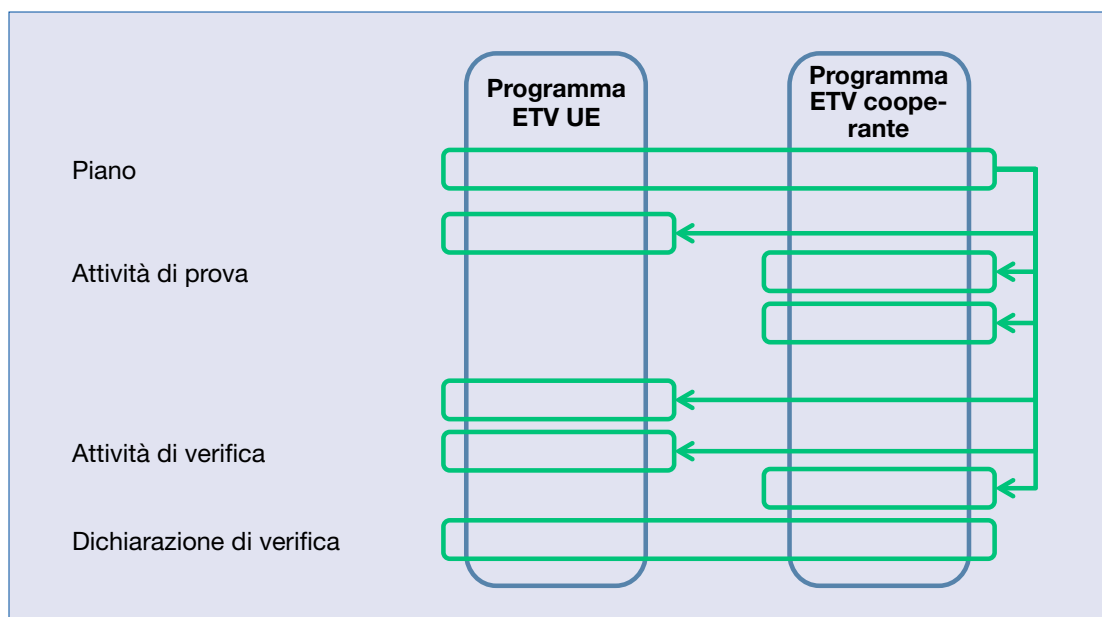 Programma
ETV UE
Programma
ETV coope-
rante
Piano
Attività di prova
Attività di verifica
Dichiarazione di verifica